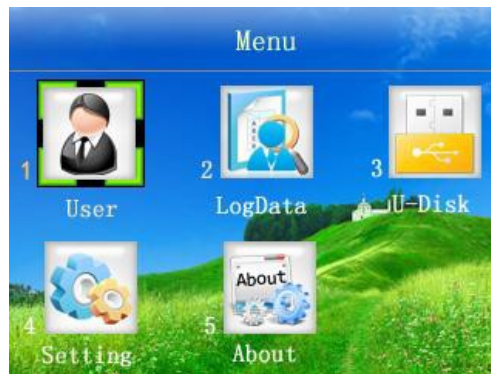 Menu
1 User
2 LogData
3 U-Disk
4 Setting
About
5 About